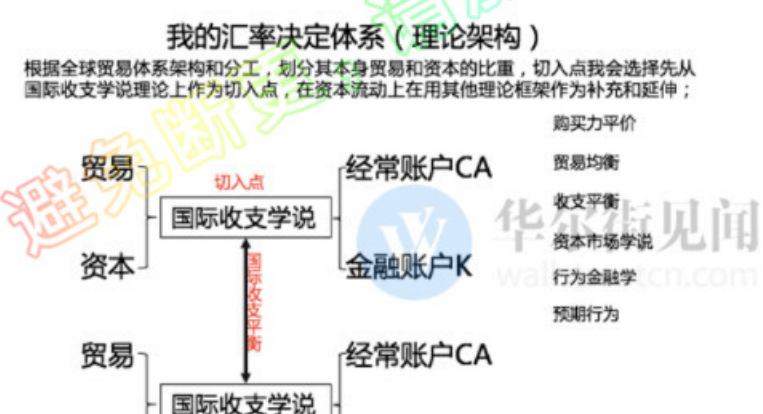 我的汇率决定体系（理论架构）
根据全球贸易体系架构和分工，划分其本身贸易和资本的比重，切入点我会选择先从
国际收支学说理论上作为切入点，在资本流动上在用其他理论框架作为补充和延伸；
购买力平价
贸易
切入点
经常账户CA
贸易均衡
国际收支学说
收支平衡
华尔街见闻
资本
国际收支平衡
金融账户K
资本市场学说
行为金融学
预期行为
贸易
经常账户CA
国际收支学说
避免断更